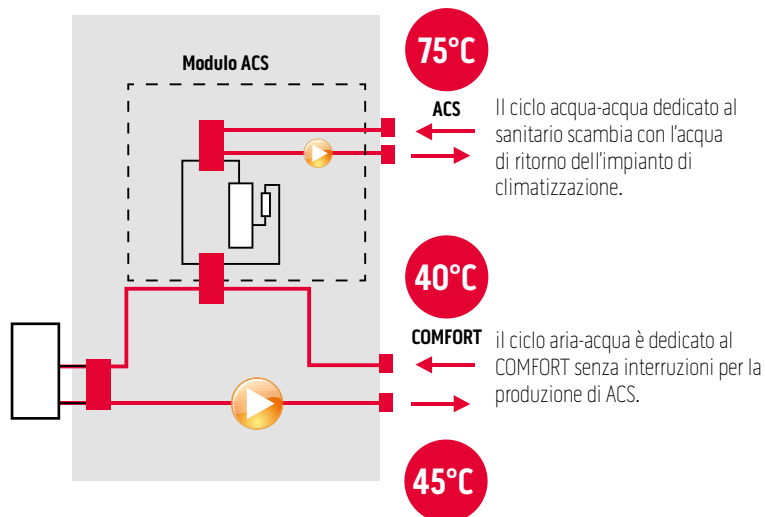 Modulo ACS
75°C
ACS
Il ciclo acqua-acqua dedicato al
sanitario scambia con l'acqua
di ritorno dell'impianto di
climatizzazione.
40°C
COMFORT
il ciclo aria-acqua è dedicato al
COMFORT senza interruzioni per la
produzione di ACS.
45°C